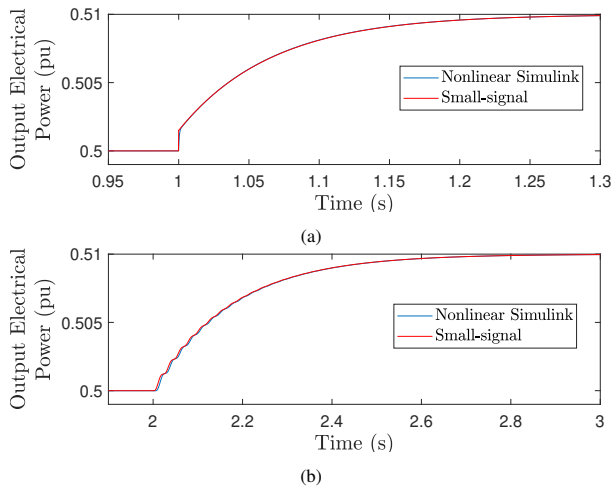 0.51
0.505
0.5
Output Electrical
Power (pu)
Nonlinear Simulink
Small-signal
0.95 1 1.05 1.1 1.15 1.2 1.25 1.3
Time (s)
(a)
0.51
0.505
0.5
Output Electrical
Power (pu)
Nonlinear Simulink
Small-signal
2 2.2 2.4 2.6 2.8 3
Time (s)
(b)